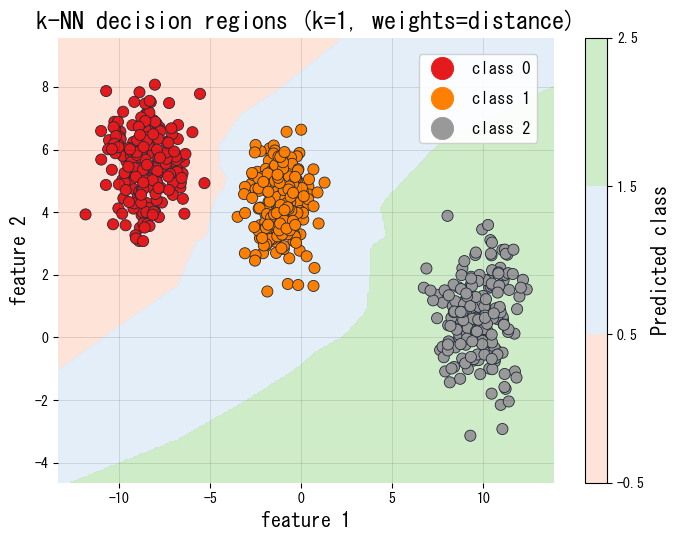 k-NN decision regions (k=1, weights=distance)
class 0
class 1
class 2
8
6
4
2
0
-2
-4
feature 2
-10
-5
0
5
10
feature 1
2.5
1.5
0.5
-0.5
Predicted class